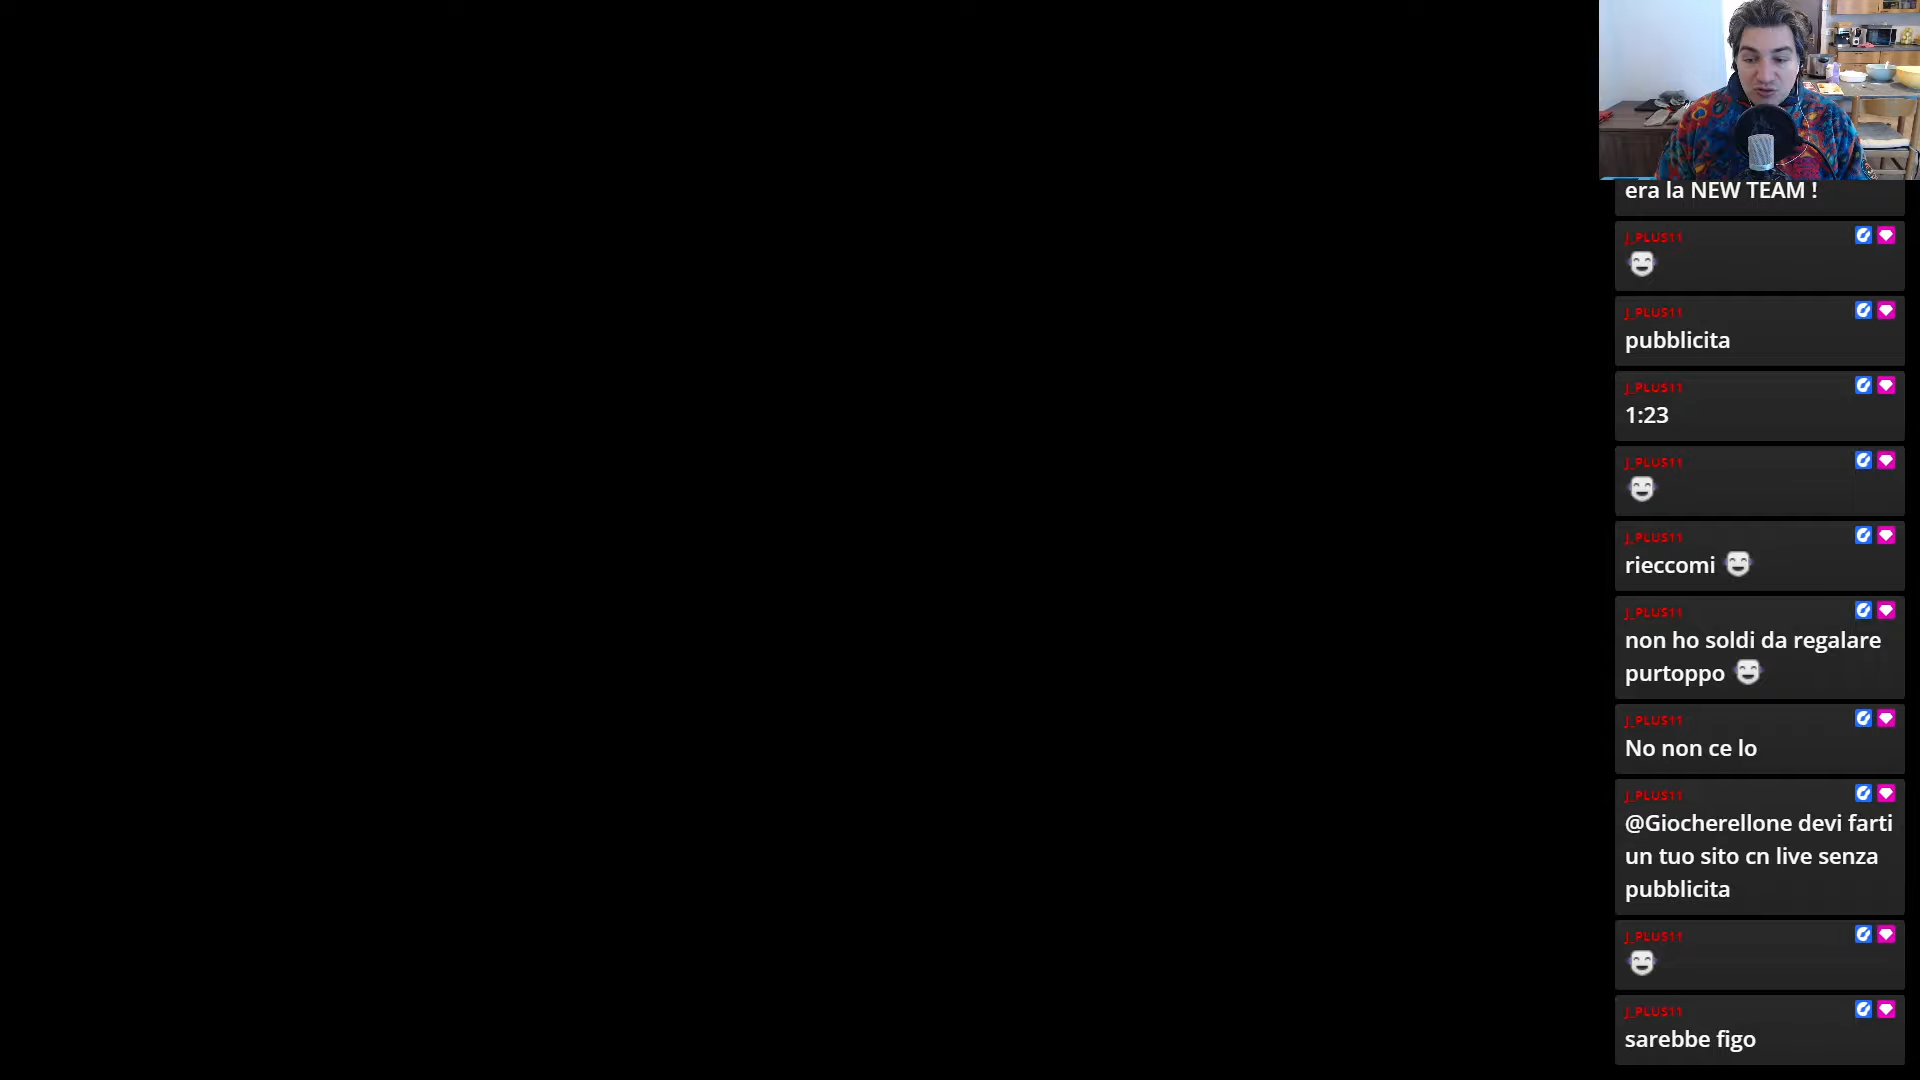 era la NEW TEAM !
J_PLUS11
J_PLUS11
pubblicita
J_PLUS11
1:23
J_PLUS11
J_PLUS11
rieccomi
J_PLUS11
non ho soldi da regalare
purtoppo
J_PLUS11
No non ce lo
J_PLUS11
@Giocherellone devi farti
un tuo sito cn live senza
pubblicita
J_PLUS11
J_PLUS11
sarebbe figo